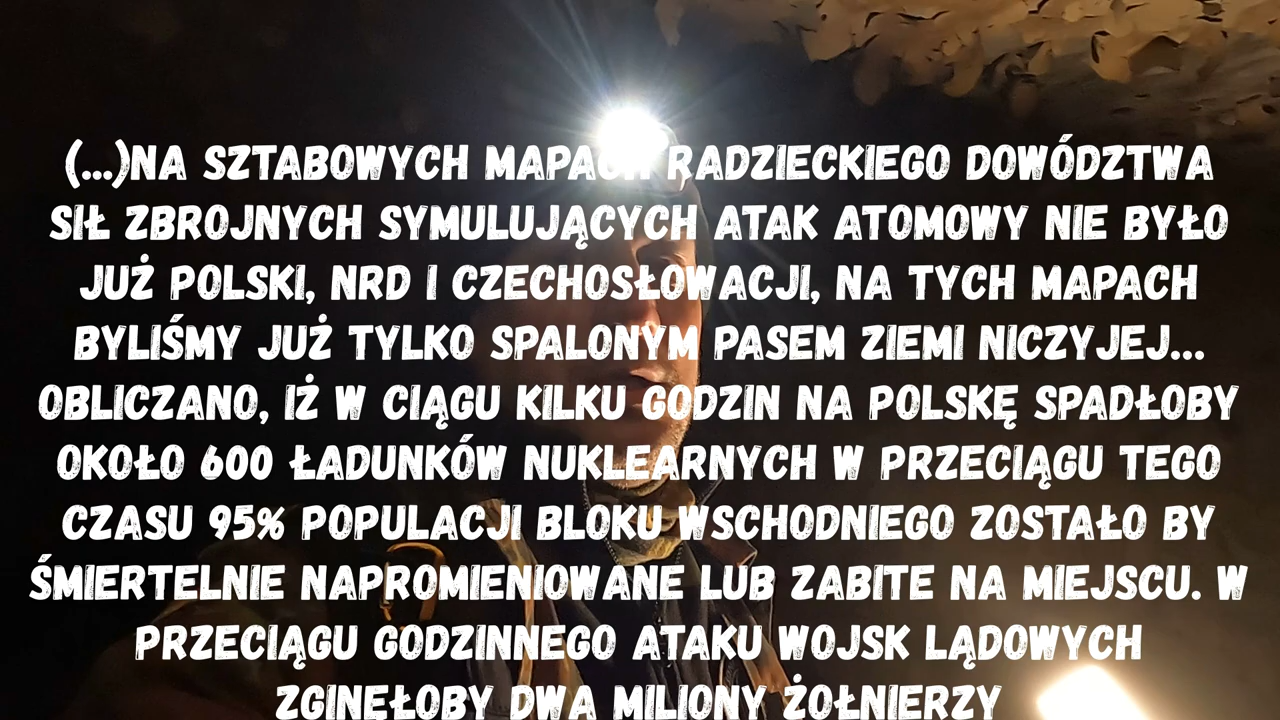 (...)NA SZTABOWYCH MAPACH RADZIECKIEGO DOWÓDZTWA
SIŁ ZBROJNYCH SYMULUJĄCYCH ATAK ATOMOWY NIE BYŁO
JUŻ POLSKI, NRD I CZECHOSŁOWACJI, NA TYCH MAPACH
BYLIŚMY JUŻ TYLKO SPALONYM PASEM ZIEMI NICZYJEJ...
OBLICZANO, IŻ W CIĄGU KILKU GODZIN NA POLSKĘ SPADŁOBY
OKOŁO 600 ŁADUNKÓW NUKLEARNYCH W PRZECIĄGU TEGO
CZASU 95% POPULACJI BLOKU WSCHODNIEGO ZOSTAŁO BY
ŚMIERTELNIE NAPROMIENIOWANE LUB ZABITE NA MIEJSCU. W
PRZECIĄGU GODZINNEGO ATAKU WOJSK LĄDOWYCH
ZGINĘŁOBY DWA MILIONY ŻOŁNIERZY